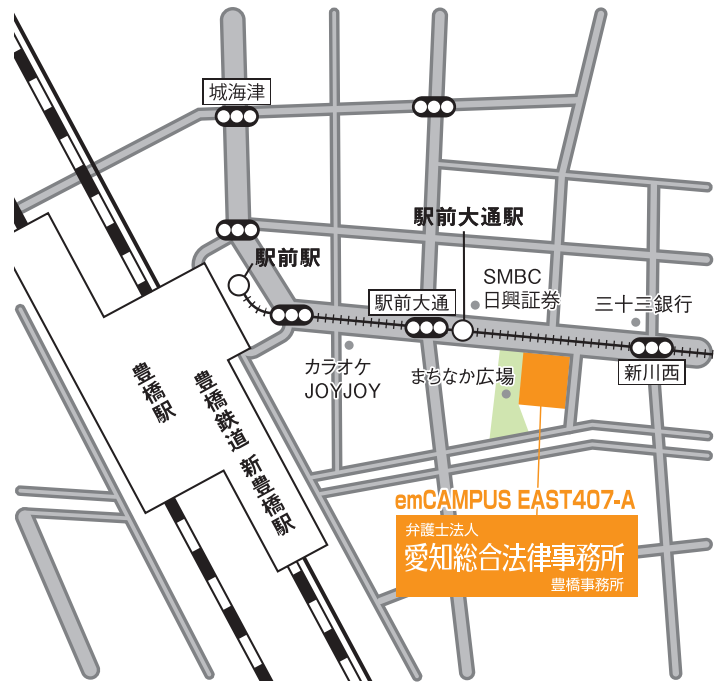 城海津
駅前大通駅
駅前駅
SMBC
日興証券
駅前大通
三十三銀行
カラオケ
JOYJOY
まちなか広場
新川西
豊橋駅
豊橋鉄道 新豊橋駅
emCAMPUS EAST407-A
弁護士法人
愛知総合法律事務所
豊橋事務所